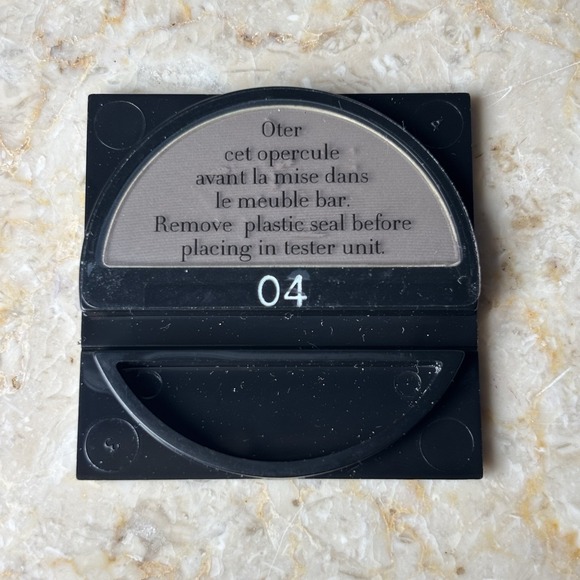 Oter
cet opercule
avant la mise dans
le meuble bar.
Remove plastic seal before
placing in tester unit.
04